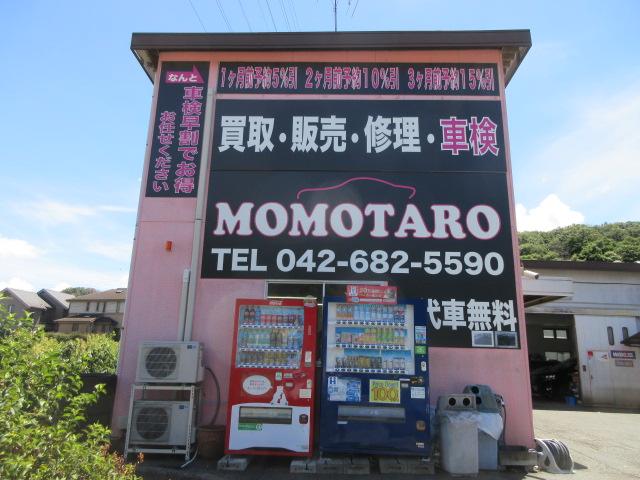 1ヶ月前予約5%引 2ヶ月前予約10%引 3ヶ月前予約15%引
なんと
車検早割でお得
お任せください
買取・販売・修理・車検
MOMOTARO
TEL 042-682-5590
代車無料
100